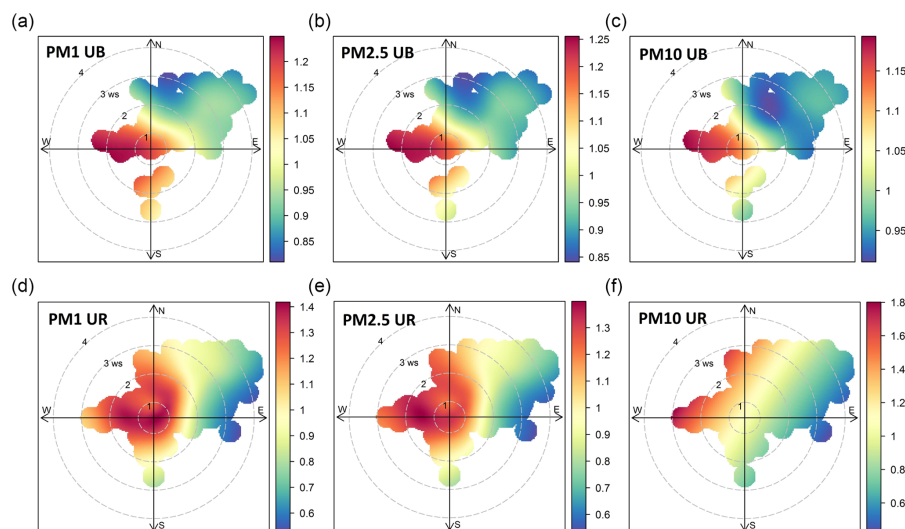 (a)
PM1 UB
N
4
3 ws
2
1
W
E
S
1.2
1.15
1.1
1.05
1
0.95
0.9
0.85
(b)
PM2.5 UB
N
4
3 ws
2
1
W
E
S
1.25
1.2
1.15
1.1
1.05
1
0.95
0.9
0.85
(c)
PM10 UB
N
4
3 ws
2
1
W
E
S
1.15
1.1
1.05
1
0.95
(d)
PM1 UR
N
4
3 ws
2
1
W
E
S
1.4
1.3
1.2
1.1
1
0.9
0.8
0.7
0.6
(e)
PM2.5 UR
N
4
3 ws
2
1
W
E
S
1.3
1.2
1.1
1.0
0.9
0.8
0.7
0.6
(f)
PM10 UR
N
4
3 ws
2
1
W
E
S
1.8
1.6
1.4
1.2
1
0.8
0.6